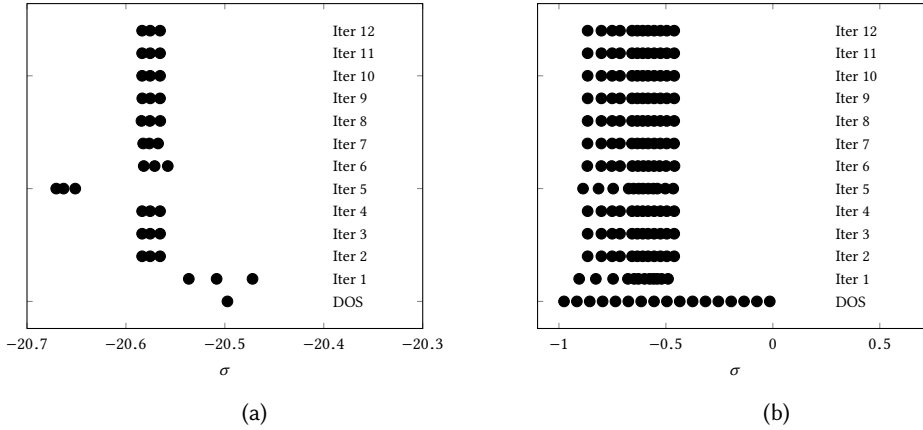 Iter 12
Iter 11
Iter 10
Iter 9
Iter 8
Iter 7
Iter 6
Iter 5
Iter 4
Iter 3
Iter 2
Iter 1
DOS
−20.7 −20.6 −20.5 −20.4 −20.3
σ
(a)
Iter 12
Iter 11
Iter 10
Iter 9
Iter 8
Iter 7
Iter 6
Iter 5
Iter 4
Iter 3
Iter 2
Iter 1
DOS
−1 −0.5 0 0.5
σ
(b)